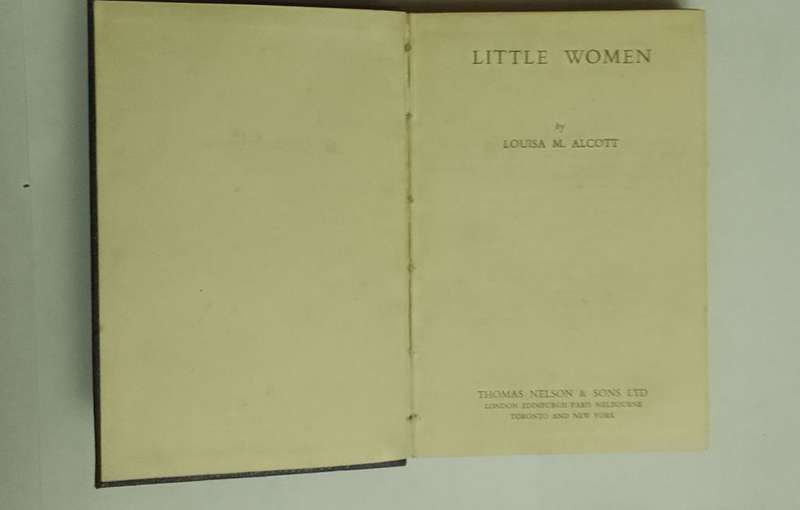 LITTLE WOMEN
by
LOUISA M. ALCOTT
THOMAS NELSON & SONS LTD
LONDON EDINBURGH PARIS MELBOURNE
TORONTO AND NEW YORK